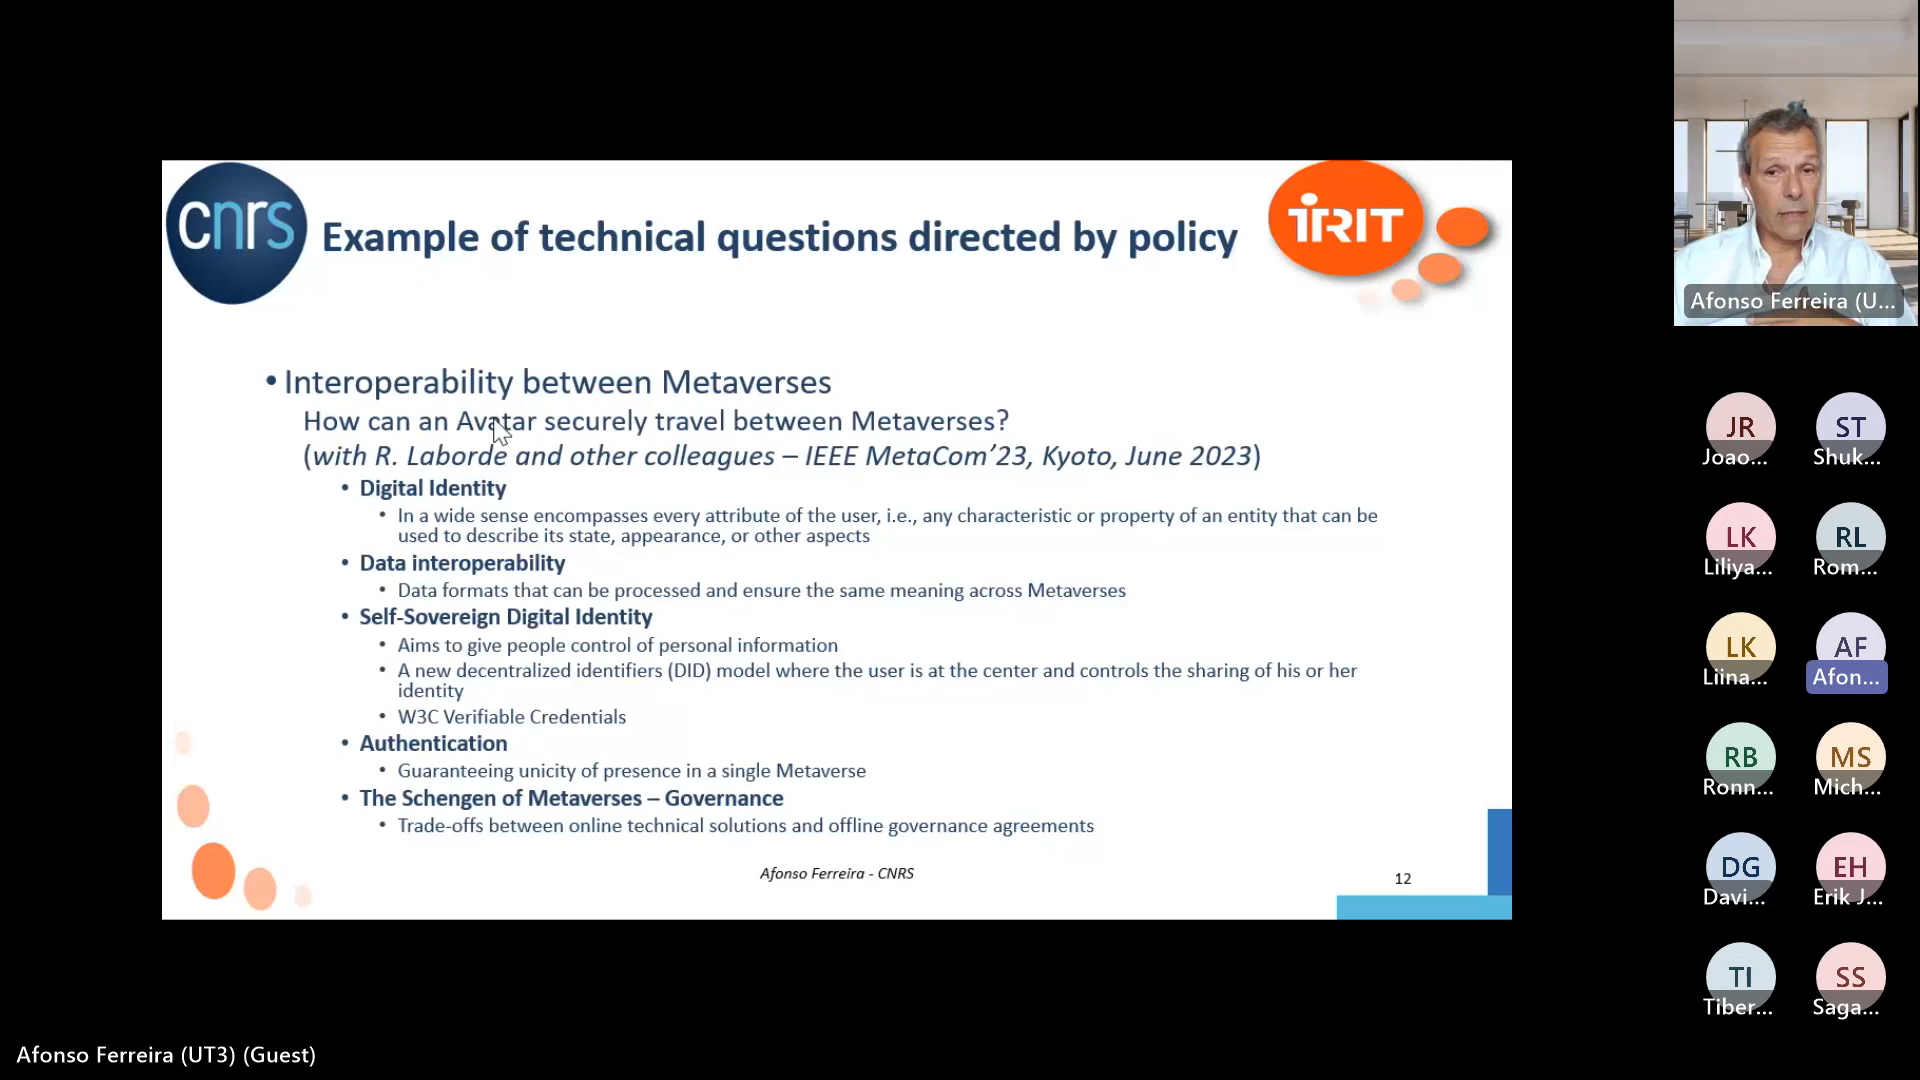 cnrs
Example of technical questions directed by policy
IRIT
• Interoperability between Metaverses
How can an Avatar securely travel between Metaverses?
(with R. Laborde and other colleagues – IEEE MetaCom'23, Kyoto, June 2023)
• Digital Identity
• In a wide sense encompasses every attribute of the user, i.e., any characteristic or property of an entity that can be
used to describe its state, appearance, or other aspects
• Data interoperability
• Data formats that can be processed and ensure the same meaning across Metaverses
• Self-Sovereign Digital Identity
• Aims to give people control of personal information
• A new decentralized identifiers (DID) model where the user is at the center and controls the sharing of his or her
identity
• W3C Verifiable Credentials
• Authentication
• Guaranteeing unicity of presence in a single Metaverse
• The Schengen of Metaverses – Governance
• Trade-offs between online technical solutions and offline governance agreements
Afonso Ferreira - CNRS
12
Afonso Ferreira (U...
JR
Joao...
ST
Shuk...
LK
Liliya...
RL
Rom...
LK
Liina...
AF
Afon...
RB
Ronn...
MS
Mich...
DG
Davi...
EH
Erik J...
TI
Tiber...
SS
Saga...
Afonso Ferreira (UT3) (Guest)